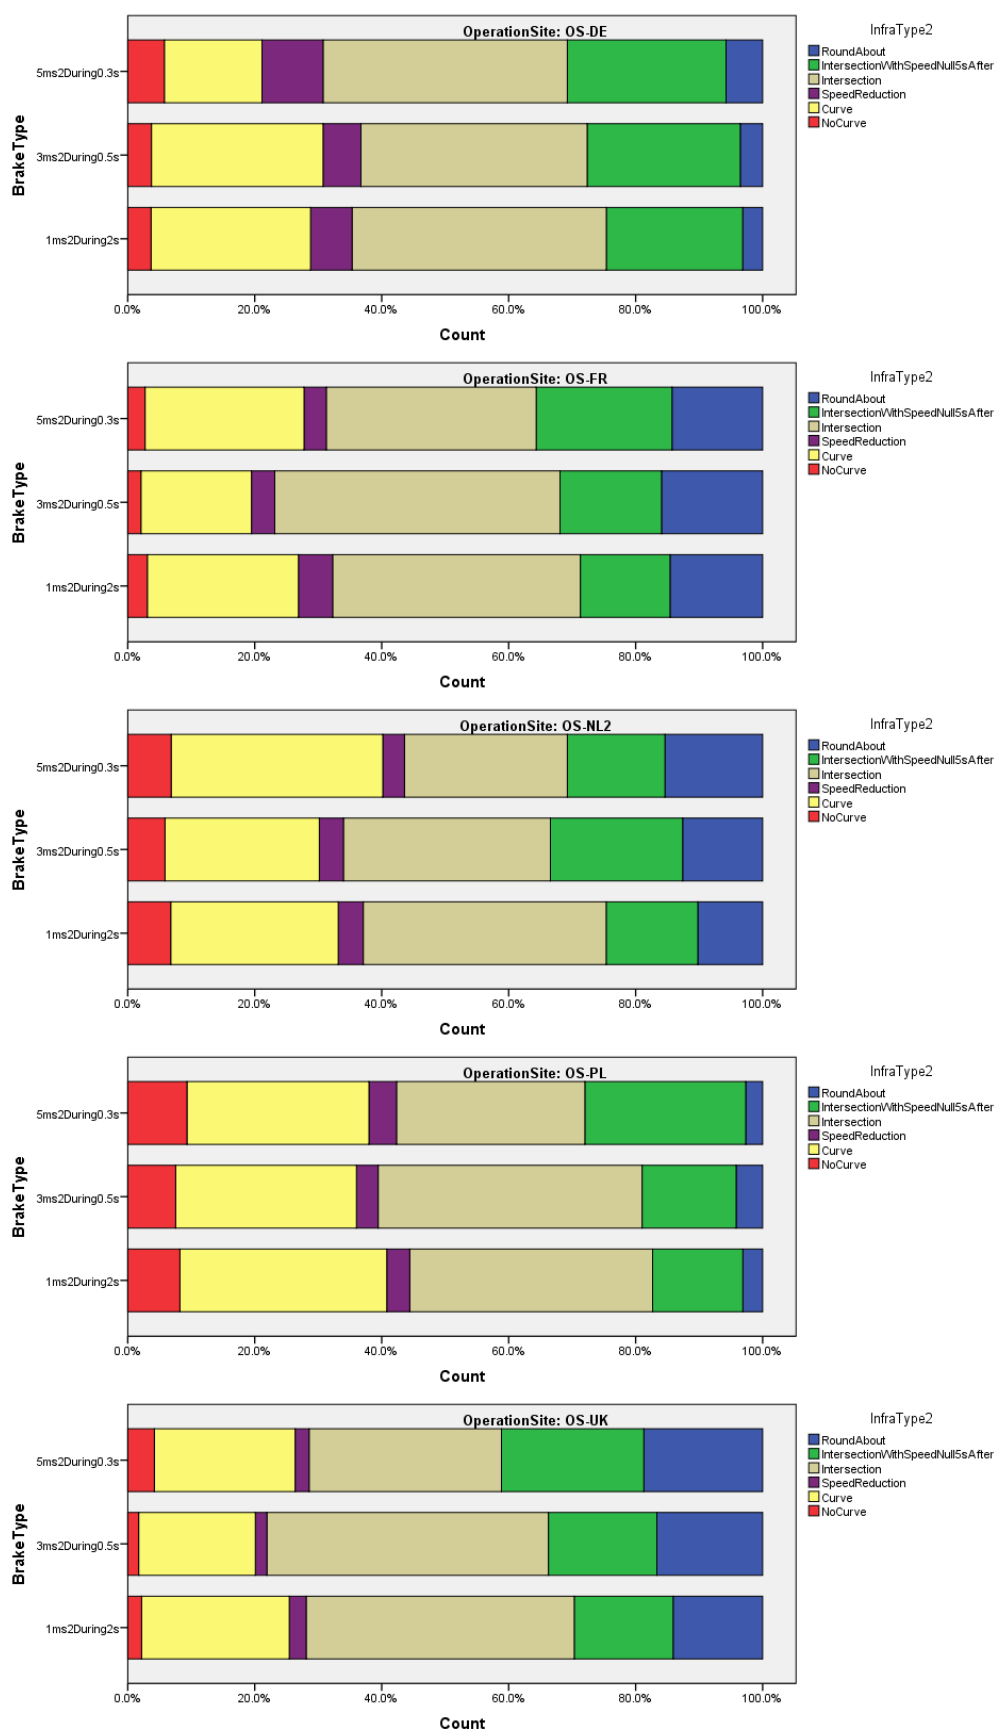 OperationSite: OS-DE
InfraType2
RoundAbout
IntersectionWithSpeedNull5sAfter
Intersection
SpeedReduction
Curve
NoCurve
BrakeType
5ms2During0.3s
3ms2During0.5s
1ms2During2s
0.0% 20.0% 40.0% 60.0% 80.0% 100.0%
Count
OperationSite: OS-FR
InfraType2
RoundAbout
IntersectionWithSpeedNull5sAfter
Intersection
SpeedReduction
Curve
NoCurve
BrakeType
5ms2During0.3s
3ms2During0.5s
1ms2During2s
0.0% 20.0% 40.0% 60.0% 80.0% 100.0%
Count
OperationSite: OS-NL2
InfraType2
RoundAbout
IntersectionWithSpeedNull5sAfter
Intersection
SpeedReduction
Curve
NoCurve
BrakeType
5ms2During0.3s
3ms2During0.5s
1ms2During2s
0.0% 20.0% 40.0% 60.0% 80.0% 100.0%
Count
OperationSite: OS-PL
InfraType2
RoundAbout
IntersectionWithSpeedNull5sAfter
Intersection
SpeedReduction
Curve
NoCurve
BrakeType
5ms2During0.3s
3ms2During0.5s
1ms2During2s
0.0% 20.0% 40.0% 60.0% 80.0% 100.0%
Count
OperationSite: OS-UK
InfraType2
RoundAbout
IntersectionWithSpeedNull5sAfter
Intersection
SpeedReduction
Curve
NoCurve
BrakeType
5ms2During0.3s
3ms2During0.5s
1ms2During2s
0.0% 20.0% 40.0% 60.0% 80.0% 100.0%
Count